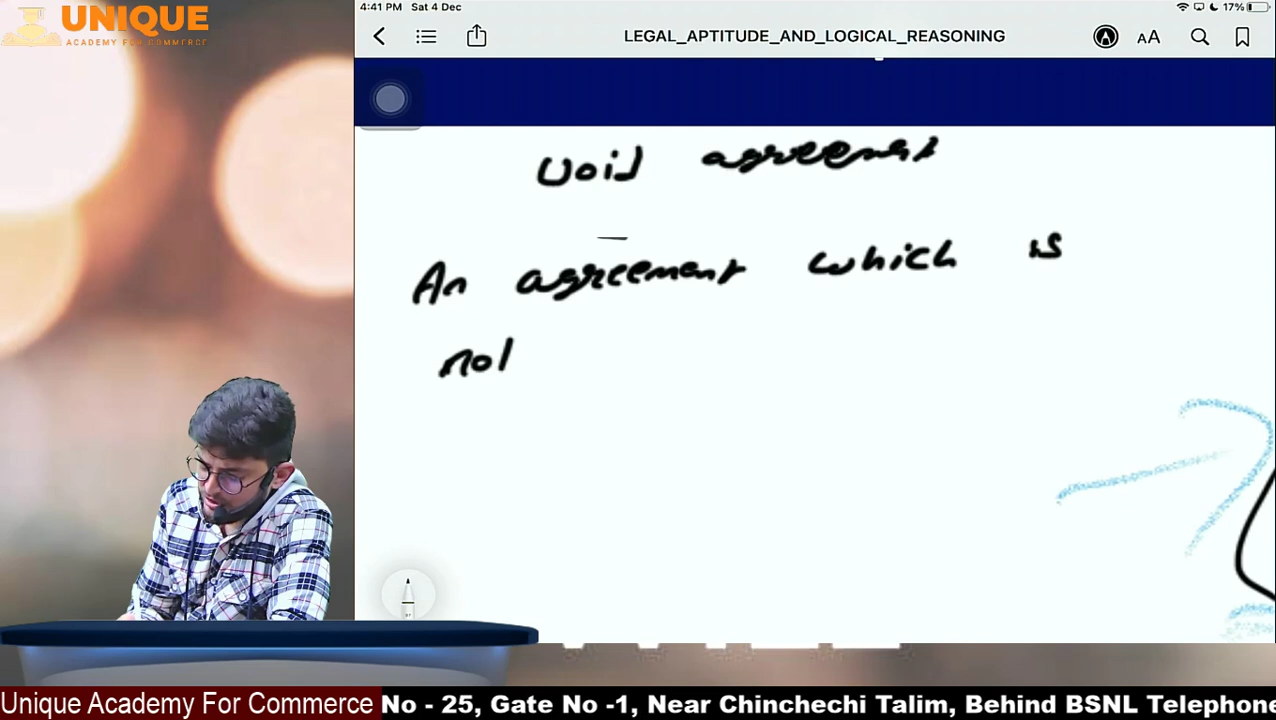 UNIQUE
ACADEMY FOR COMMERCE
4:41 PM Sat 4 Dec
17%
LEGAL_APTITUDE_AND_LOGICAL_REASONING
AA
void agreement
An agreement which is
not
Unique Academy For Commerce No - 25, Gate No -1, Near Chinchechi Talim, Behind BSNL Telephone